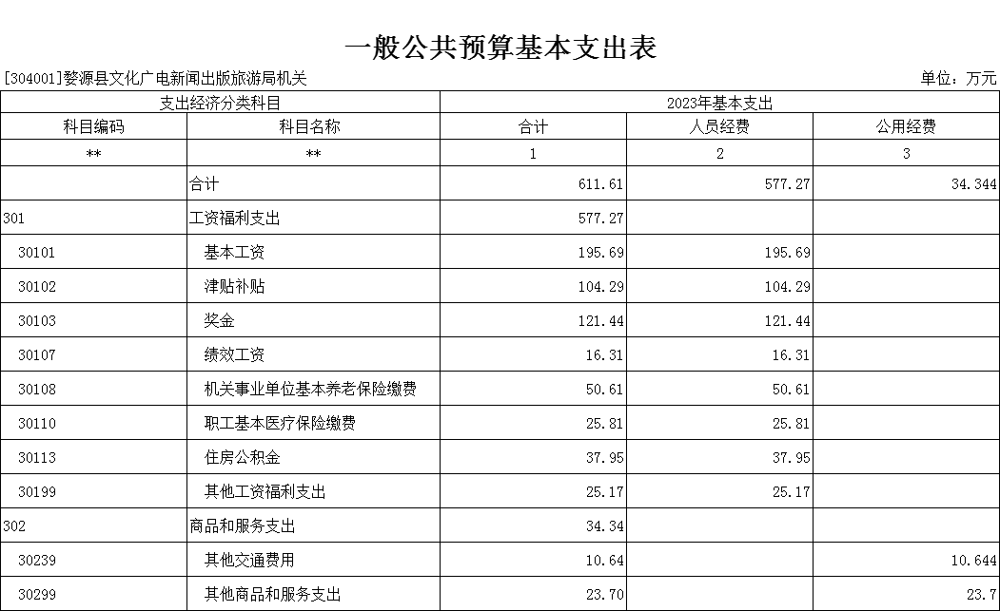 一般公共预算基本支出表
[304001]婺源县文化广电新闻出版旅游局机关 单位：万元
支出经济分类科目 2023年基本支出
科目编码 科目名称 合计 人员经费 公用经费
** ** 1 2 3
合计 611.61 577.27 34.344
301 工资福利支出 577.27
30101 基本工资 195.69 195.69
30102 津贴补贴 104.29 104.29
30103 奖金 121.44 121.44
30107 绩效工资 16.31 16.31
30108 机关事业单位基本养老保险缴费 50.61 50.61
30110 职工基本医疗保险缴费 25.81 25.81
30113 住房公积金 37.95 37.95
30199 其他工资福利支出 25.17 25.17
302 商品和服务支出 34.34
30239 其他交通费用 10.64 10.644
30299 其他商品和服务支出 23.70 23.7